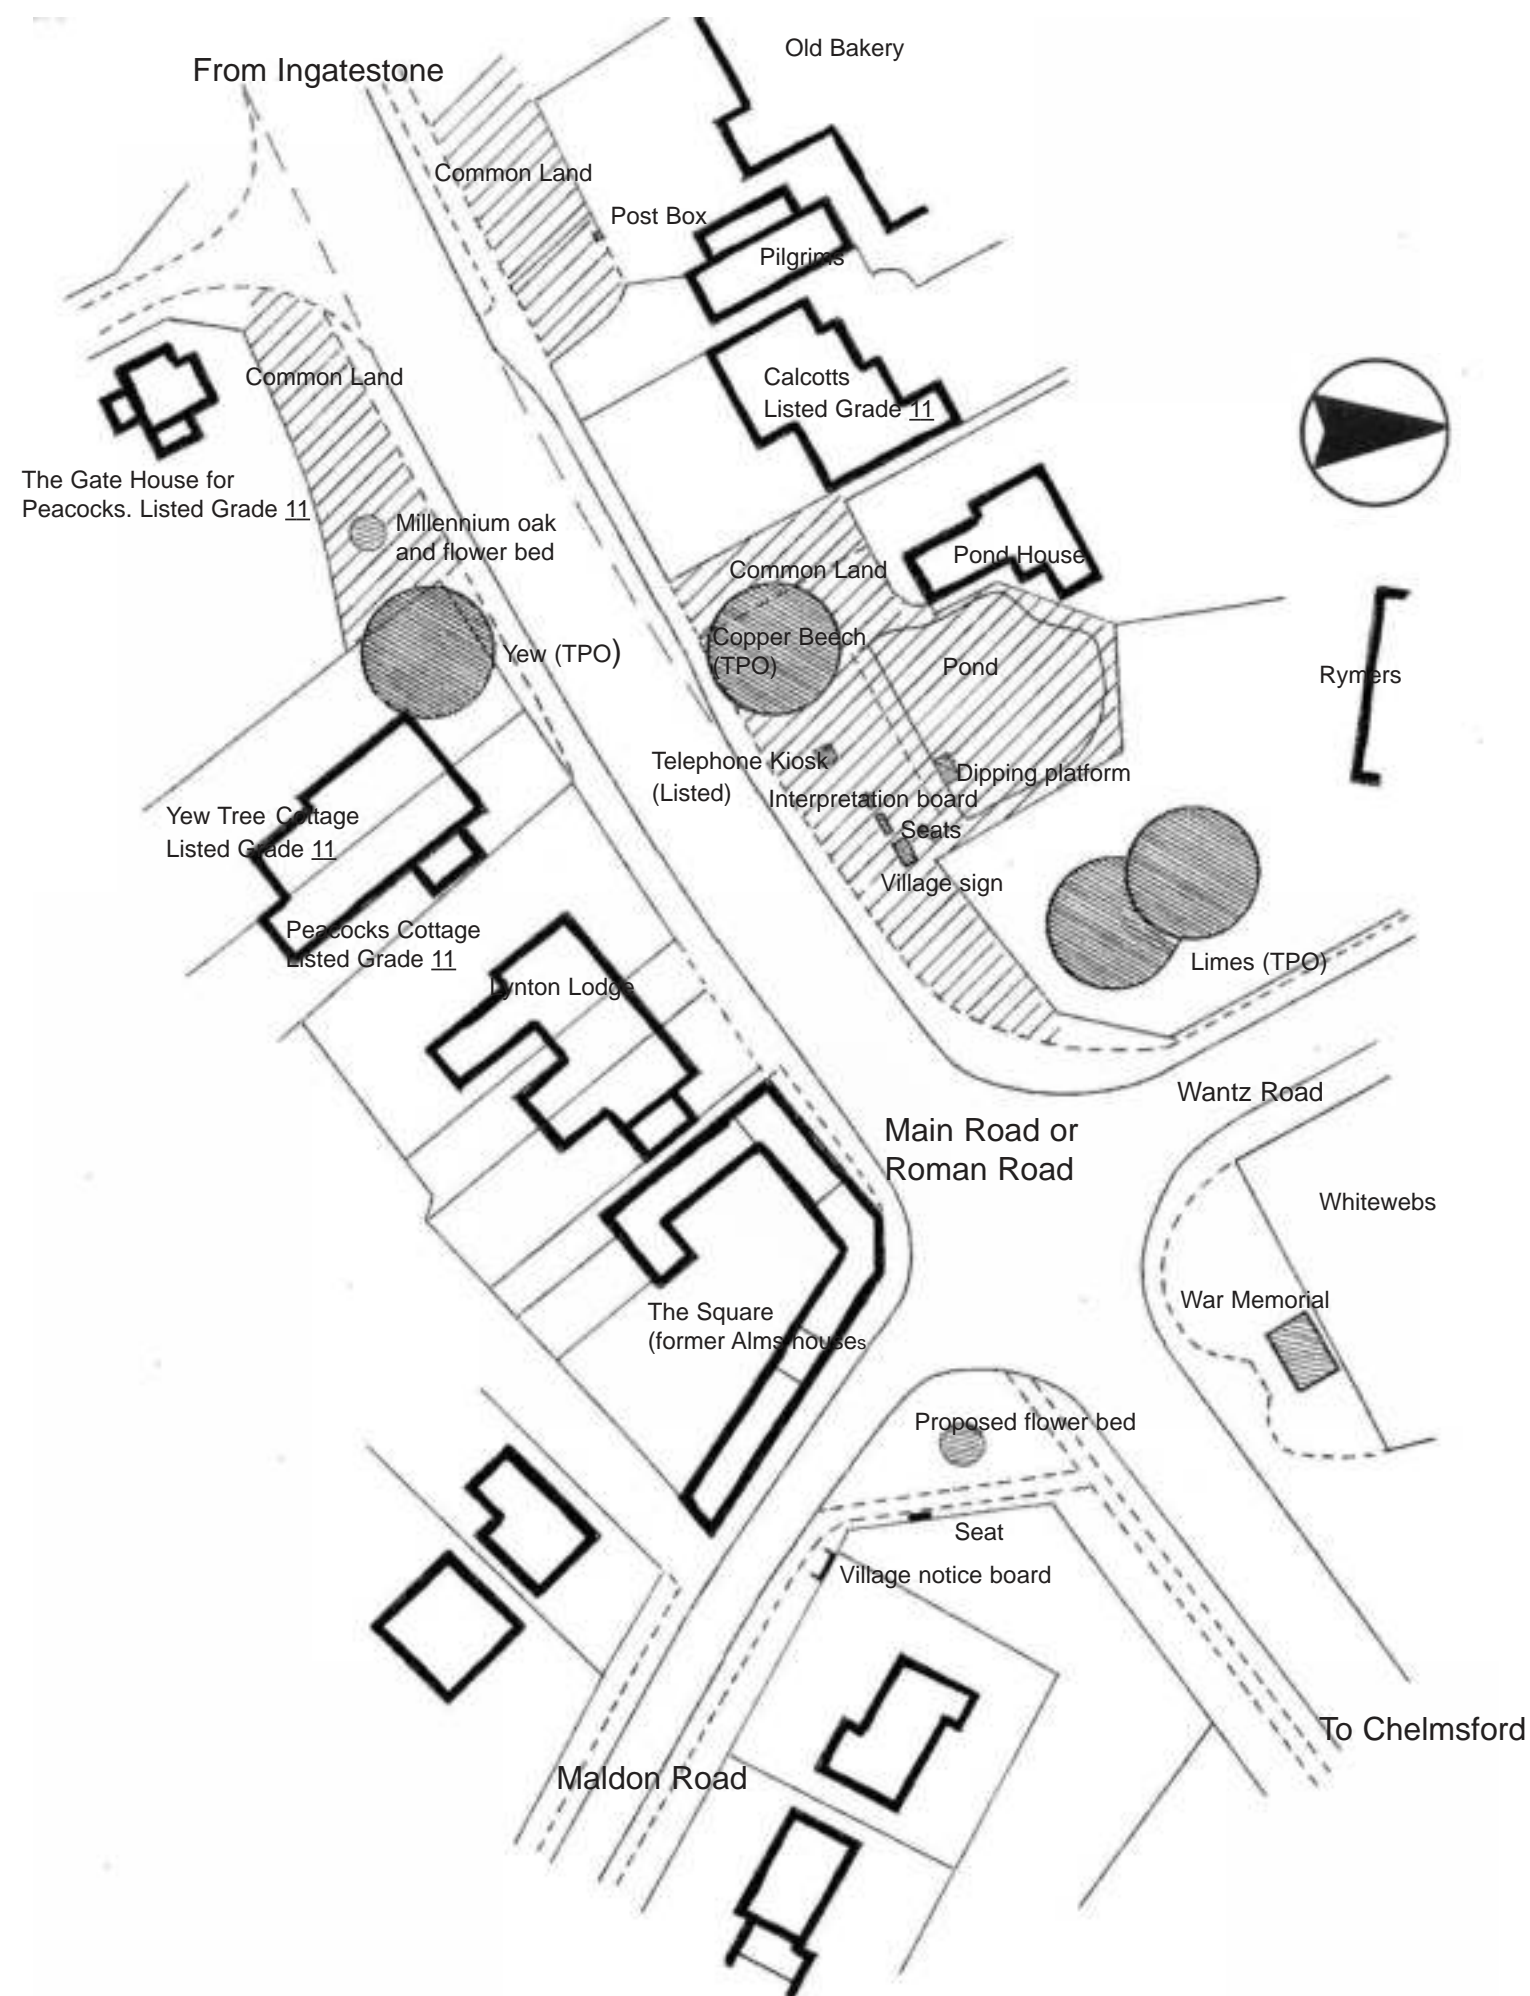 Old Bakery
From Ingatestone
Common Land
Post Box
Pilgrims
Common Land
Calcotts
Listed Grade 11
The Gate House for
Peacocks. Listed Grade 11
Millennium oak
and flower bed
Common Land
Pond House
Yew (TPO)
Copper Beech
(TPO)
Pond
Rymers
Telephone Kiosk
(Listed)
Dipping platform
Interpretation board
Seats
Village sign
Yew Tree Cottage
Listed Grade 11
Peacocks Cottage
Listed Grade 11
Lynton Lodge
Limes (TPO)
Wantz Road
Main Road or
Roman Road
Whitewebs
War Memorial
The Square
(former Alms houses
Proposed flower bed
Seat
Village notice board
To Chelmsford
Maldon Road